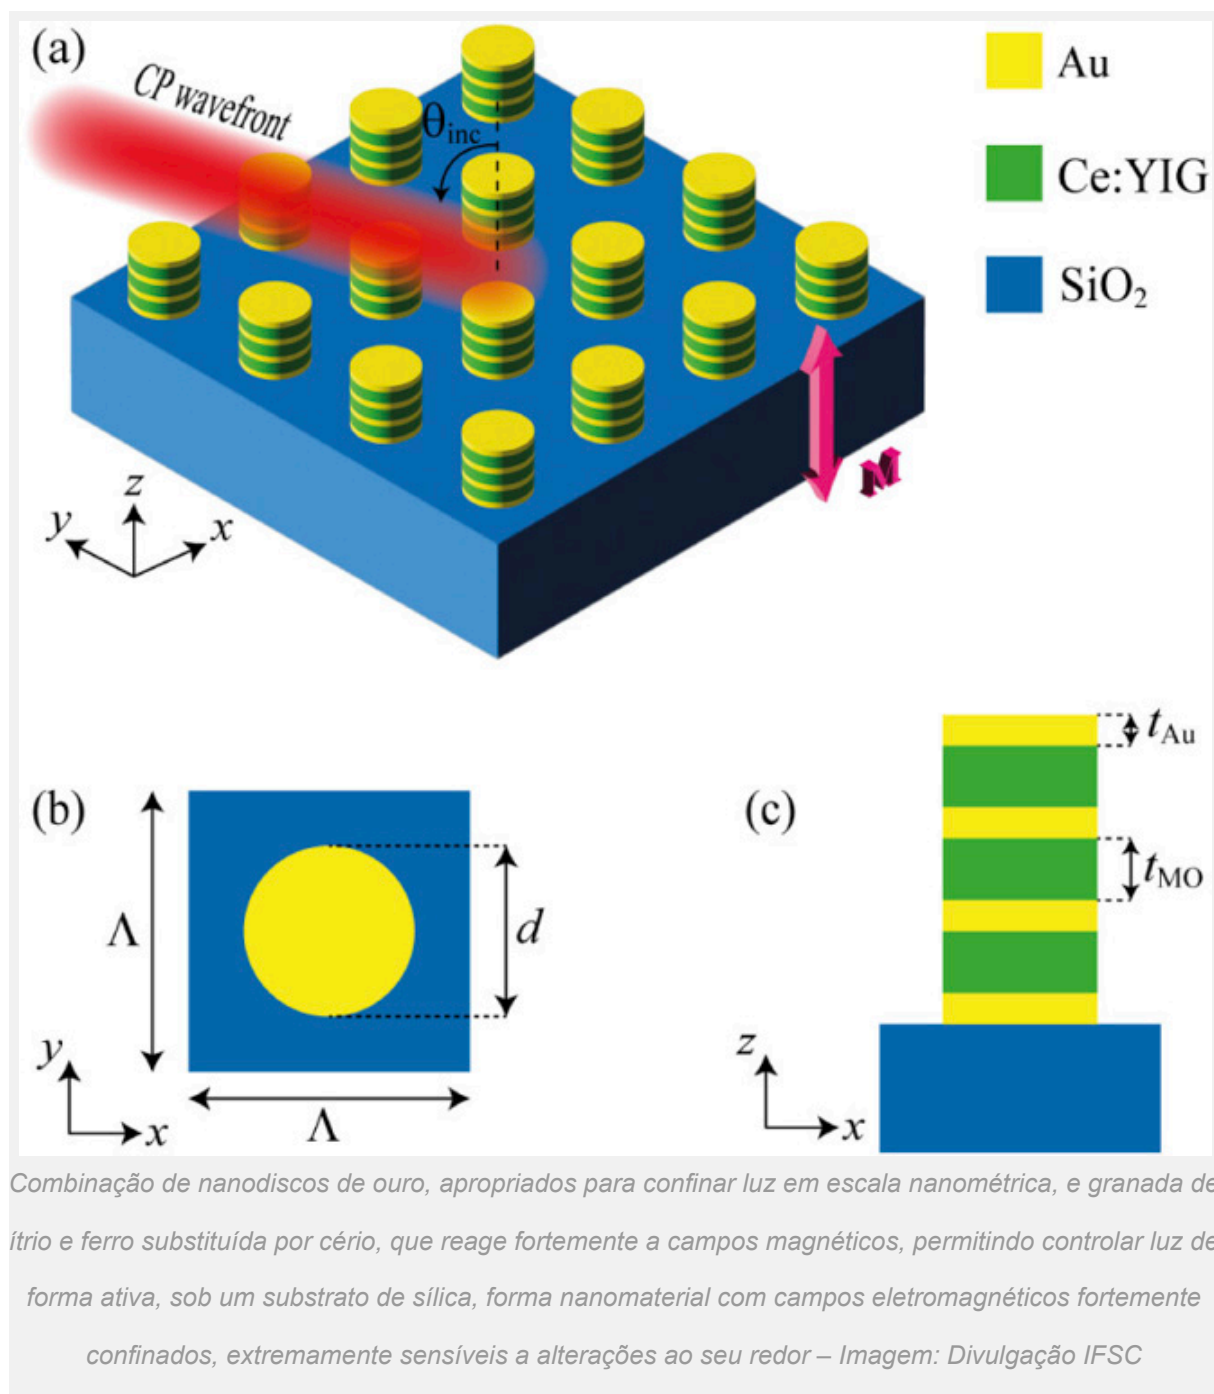 (a)
CP wavefront
θinc
Au
Ce:YIG
SiO₂
M
z
y
x
(b)
Λ
d
Λ
y
x
(c)
tAu
tMO
z
x
Combinação de nanodiscos de ouro, apropriados para confinar luz em escala nanométrica, e granada de
ítrio e ferro substituída por cério, que reage fortemente a campos magnéticos, permitindo controlar luz de
forma ativa, sob um substrato de sílica, forma nanomaterial com campos eletromagnéticos fortemente
confinados, extremamente sensíveis a alterações ao seu redor – Imagem: Divulgação IFSC